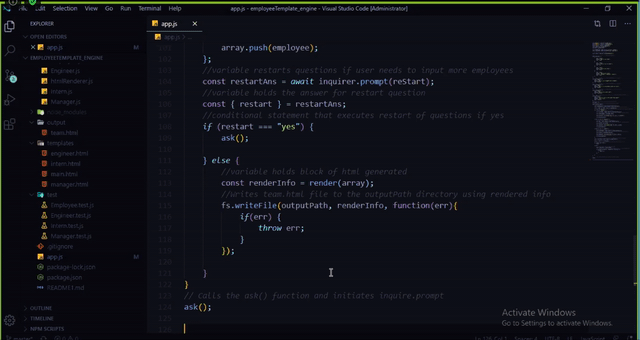 File Edit Selection View Go Run Terminal Help
app.js - employeeTemplate_engine - Visual Studio Code [Administrator]
EXPLORER
OPEN EDITORS
app.js
EMPLOYEETEMPLATE_ENGINE
Engineer.js
htmlRenderer.js
Intern.js
Manager.js
node_modules
output
team.html
templates
engineer.html
intern.html
main.html
manager.html
test
Employee.test.js
Engineer.test.js
Intern.test.js
Manager.test.js
.gitignore
app.js
package-lock.json
package.json
README.md
OUTLINE
TIMELINE
NPM SCRIPTS
app.js
app.js
array.push(employee);
};
//variable restarts questions if user needs to input more employees
const restartAns = await inquirer.prompt(restart);
//variable holds the answer for restart question
const { restart } = restartAns;
//conditional statement that executes restart of questions if yes
if (restart === "yes") {
ask();
} else {
//variable holds block of html generated
const renderInfo = render(array);
//Writes team.html file to the outputPath directory using rendered info
fs.writeFile(outputPath, renderInfo, function(err){
if(err) {
throw err;
}
});
}
}
// Calls the ask() function and initiates inquire.prompt
ask();
Activate Windows
Go to Settings to activate Windows.